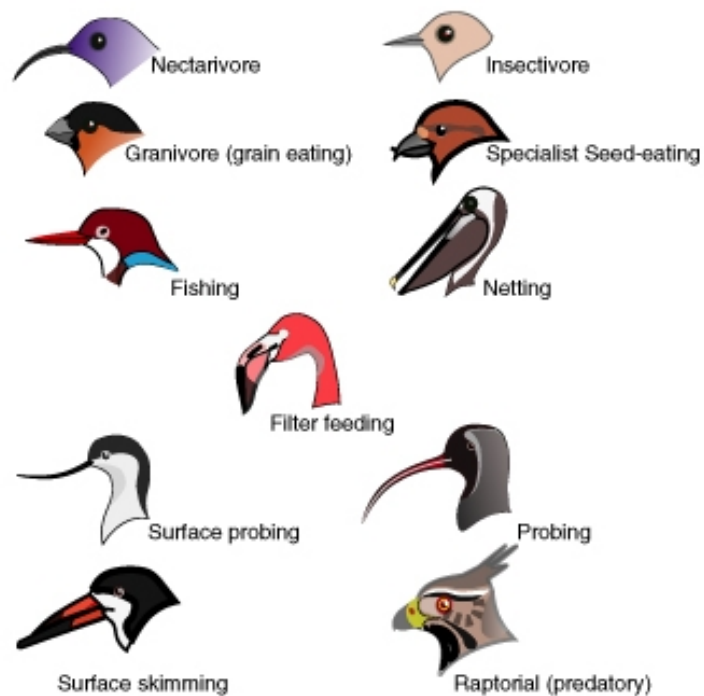 Nectarivore
Insectivore
Granivore (grain eating)
Specialist Seed-eating
Fishing
Netting
Filter feeding
Surface probing
Probing
Surface skimming
Raptorial (predatory)